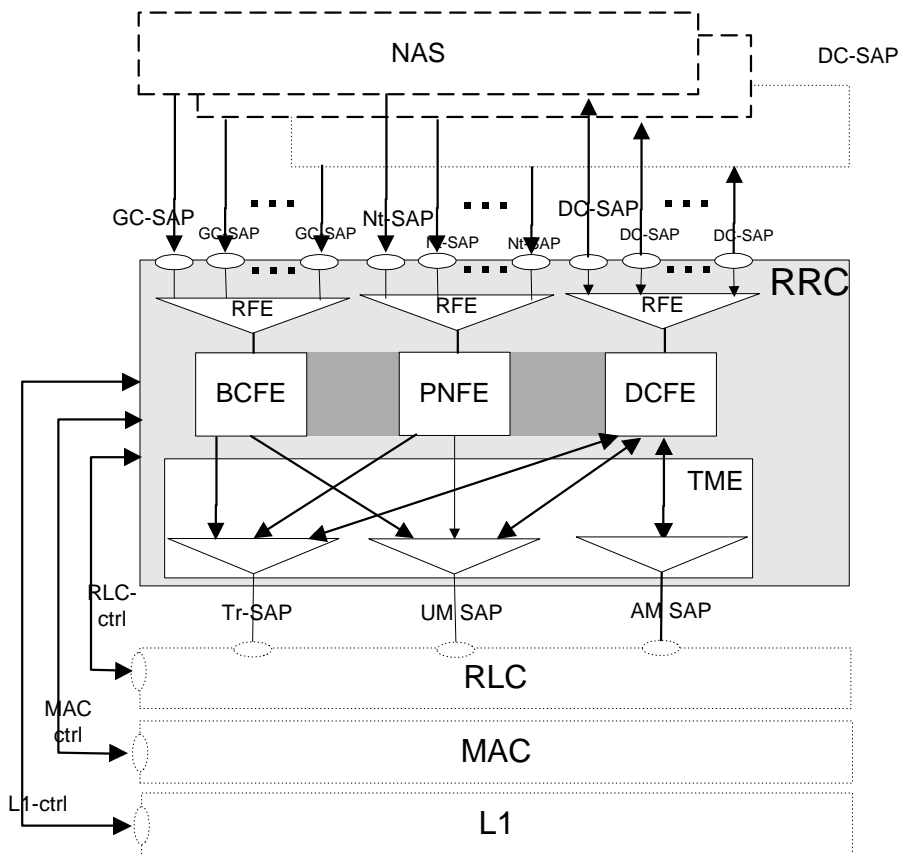 NAS
DC-SAP
GC-SAP
Nt-SAP
DC-SAP
GC-SAP
GC-SAP
Nt-SAP
Nt-SAP
DC-SAP
DC-SAP
RRC
RFE
RFE
RFE
BCFE
PNFE
DCFE
TME
RLC-
ctrl
Tr-SAP
UM SAP
AM SAP
RLC
MAC
ctrl
MAC
L1-ctrl
L1